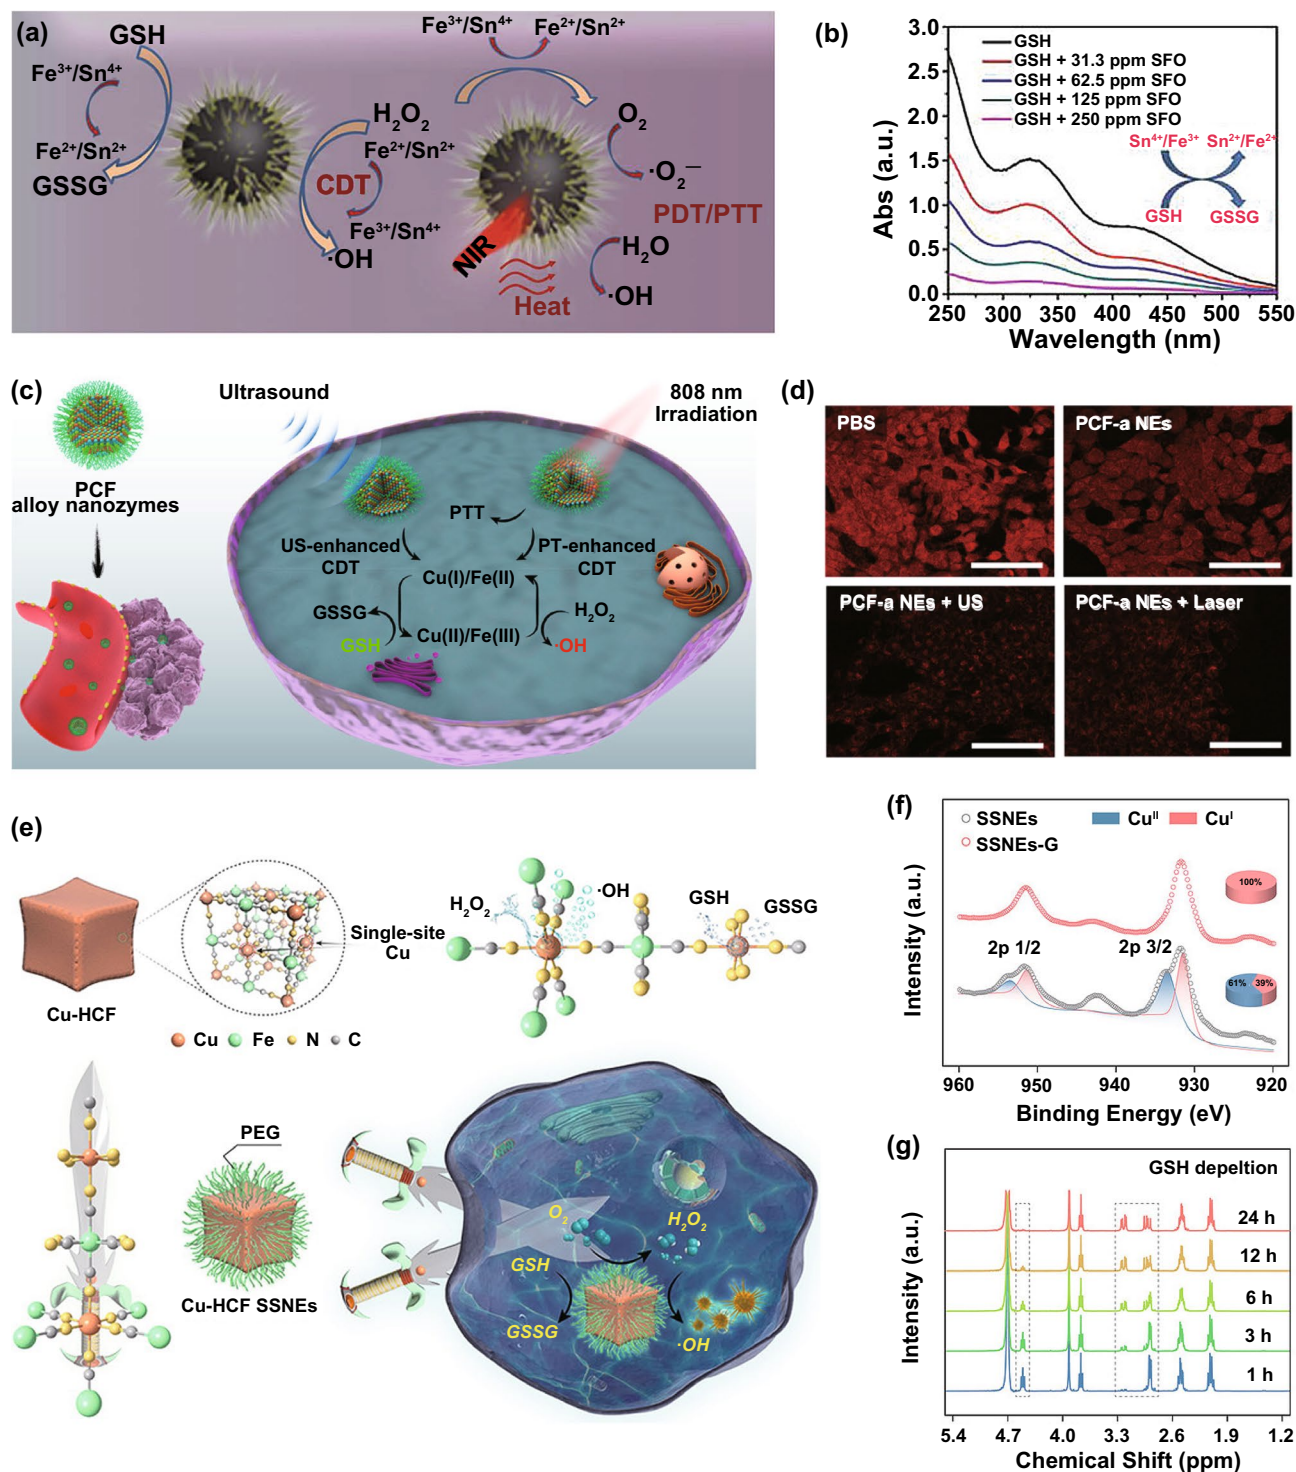 (a)
GSH
Fe³⁺/Sn⁴⁺
Fe²⁺/Sn²⁺
GSSG
H₂O₂
Fe²⁺/Sn²⁺
CDT
Fe³⁺/Sn⁴⁺
·OH
Fe³⁺/Sn⁴⁺
Fe²⁺/Sn²⁺
O₂
·O₂⁻
PDT/PTT
H₂O
·OH
NIR
Heat
(b)
GSH
GSH + 31.3 ppm SFO
GSH + 62.5 ppm SFO
GSH + 125 ppm SFO
GSH + 250 ppm SFO
Sn⁴⁺/Fe³⁺ Sn²⁺/Fe²⁺
GSH GSSG
Abs (a.u.)
3.0
2.5
2.0
1.5
1.0
0.5
0.0
250 300 350 400 450 500 550
Wavelength (nm)
(c)
PCF
alloy nanozymes
Ultrasound
808 nm
Irradiation
PTT
US-enhanced
CDT
PT-enhanced
CDT
Cu(I)/Fe(II)
GSSG
H₂O₂
GSH
Cu(II)/Fe(III)
·OH
(d)
PBS
PCF-a NEs
PCF-a NEs + US
PCF-a NEs + Laser
(e)
Cu-HCF
Single-site
Cu
H₂O₂
·OH
GSH
GSSG
Cu Fe N C
PEG
Cu-HCF SSNEs
O₂
H₂O₂
GSH
GSSG
·OH
(f)
SSNEs
SSNEs-G
Cuᴵᴵ
Cuᴵ
100%
2p 1/2
2p 3/2
61%
39%
Intensity (a.u.)
960 950 940 930 920
Binding Energy (eV)
(g)
GSH depeltion
24 h
12 h
6 h
3 h
1 h
Intensity (a.u.)
5.4 4.7 4.0 3.3 2.6 1.9 1.2
Chemical Shift (ppm)